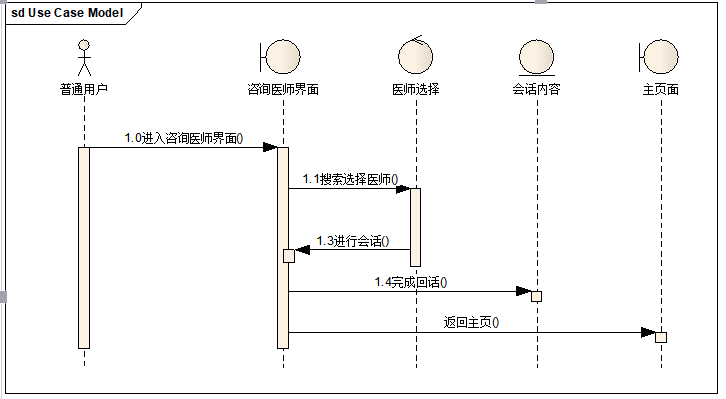 sd Use Case Model
普通用户
咨询医师界面
医师选择
会话内容
主页面
1.0进入咨询医师界面()
1.1搜索选择医师()
1.3进行会话()
1.4完成回话()
返回主页()